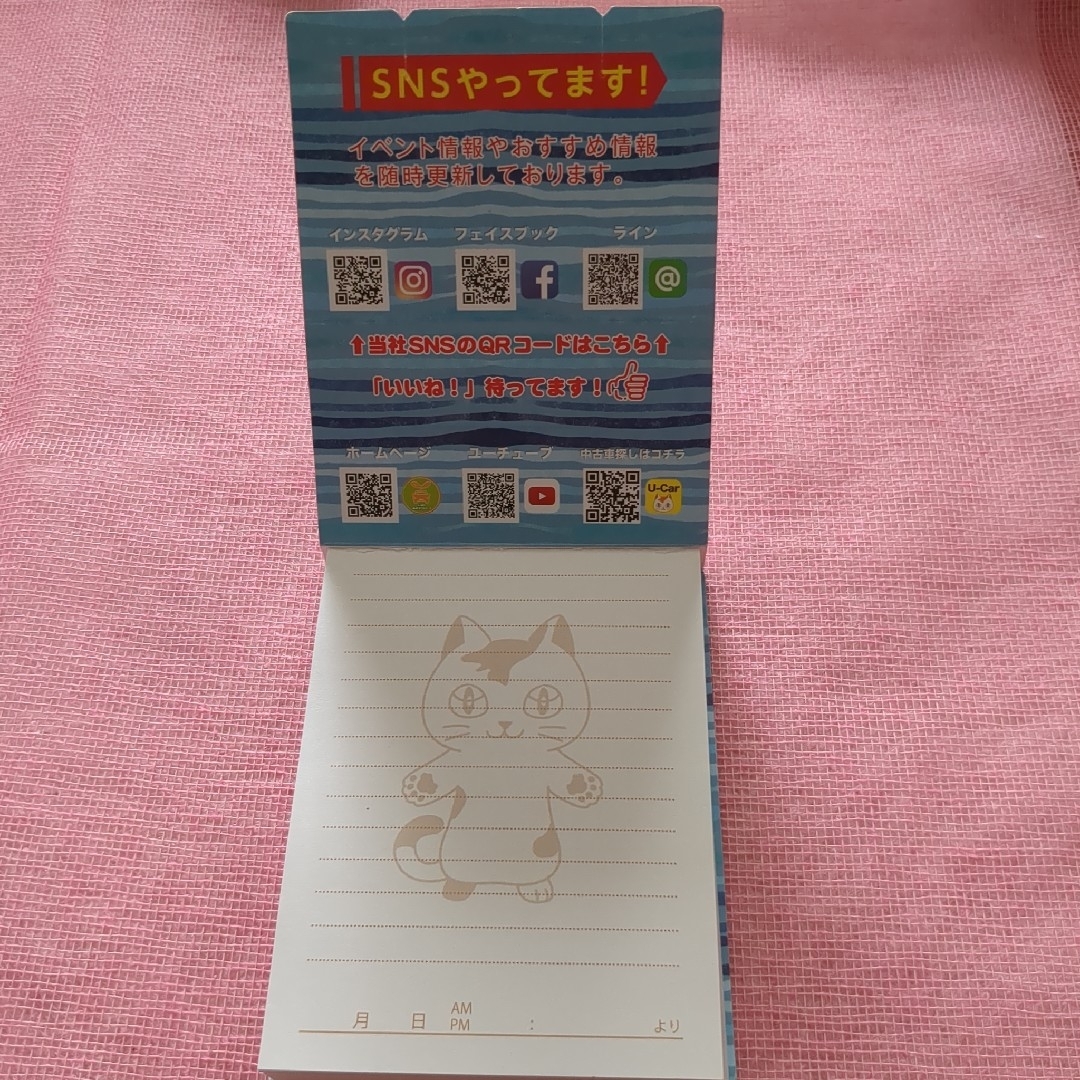 SNSやってます!
イベント情報やおすすめ情報
を随時更新しております。
インスタグラム フェイスブック ライン
⬆当社SNSのQRコードはこちら⬆
「いいね!」待ってます!
ホームページ ユーチューブ 中古車探しはコチラ
U-Car
月 日 AM
PM : より